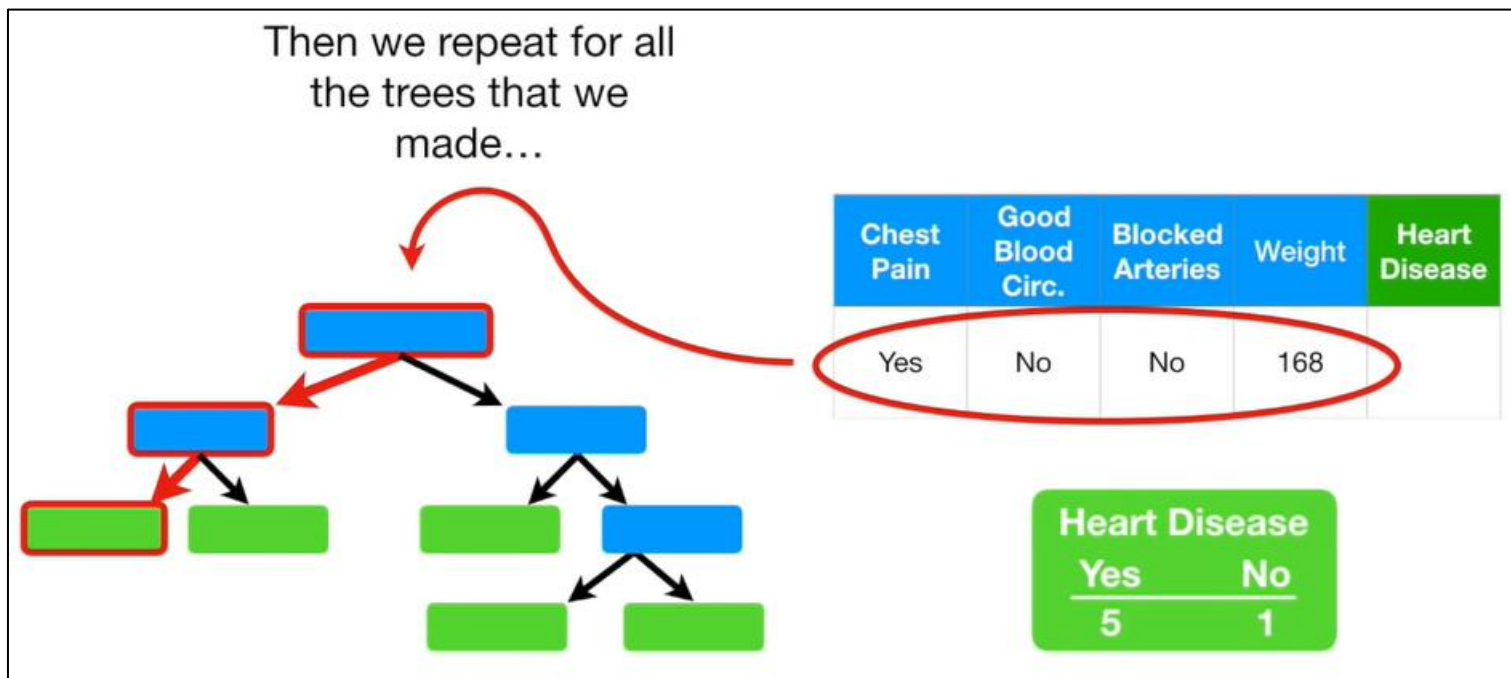 Then we repeat for all
the trees that we
made…
Chest
Pain
Good
Blood
Circ.
Blocked
Arteries
Weight
Heart
Disease
Yes No No 168
Heart Disease
Yes No
5 1